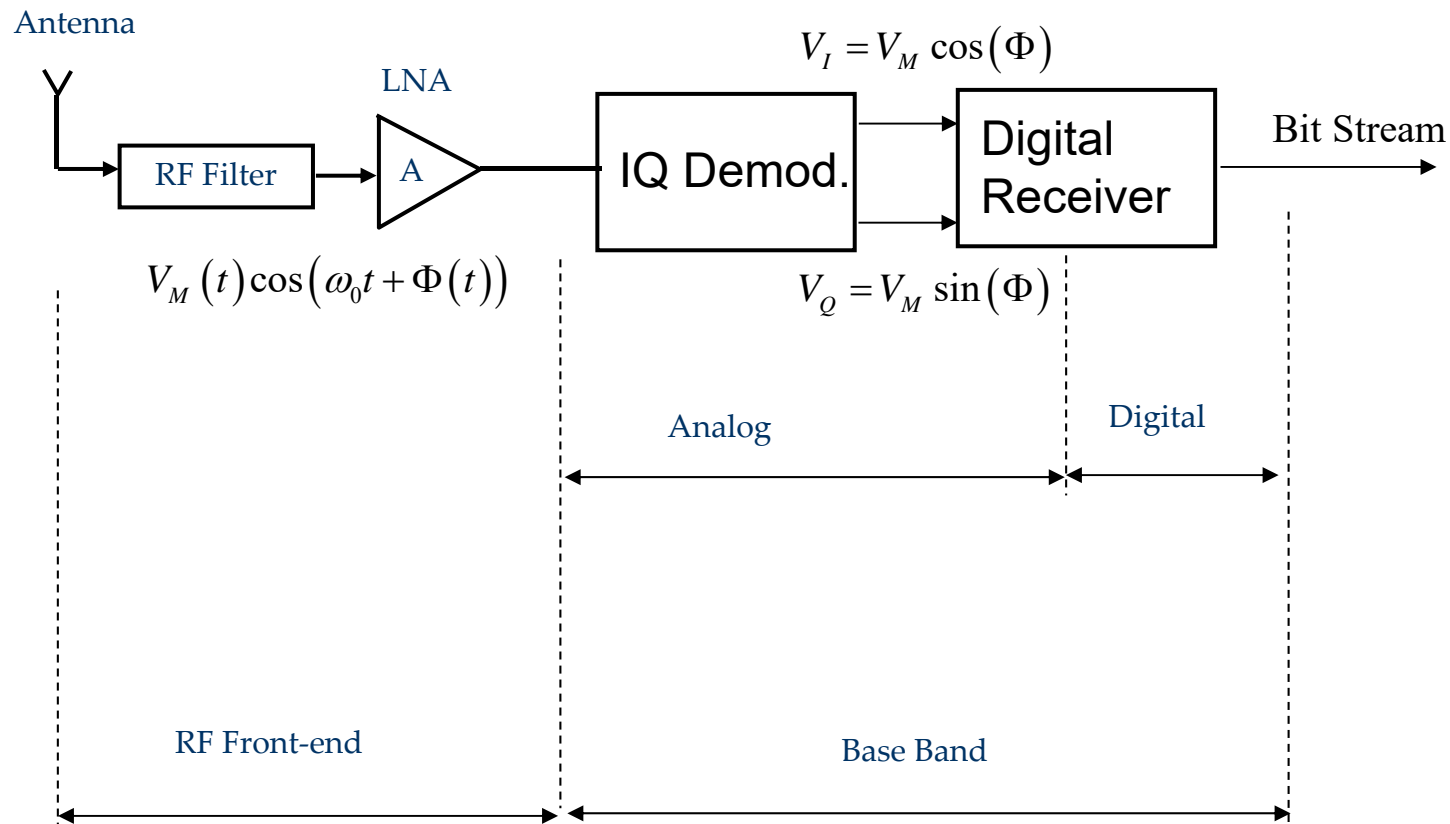 Antenna
V_I = V_M cos(Φ)
LNA
Bit Stream
RF Filter
A
IQ Demod.
Digital
Receiver
V_M (t) cos(ω_0 t + Φ(t))
V_Q = V_M sin(Φ)
Analog
Digital
RF Front-end
Base Band